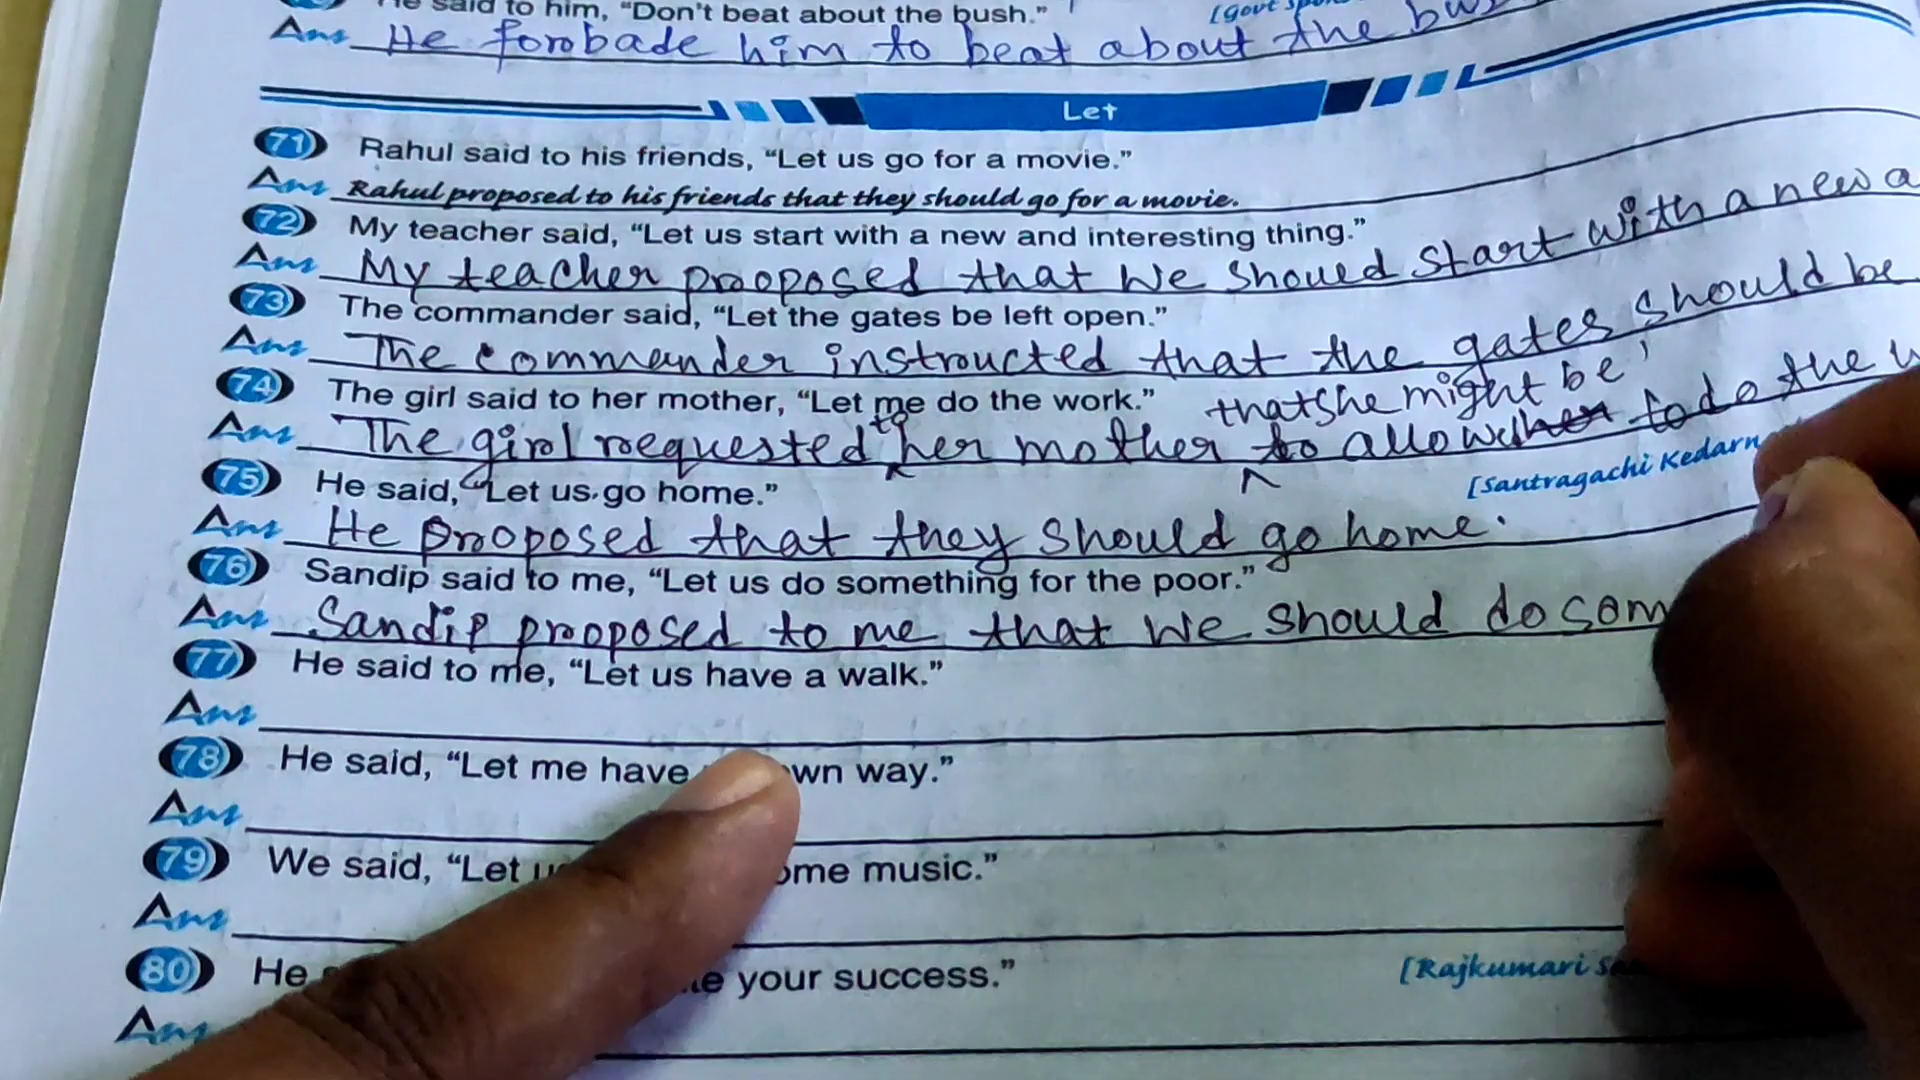 He said to him, “Don't beat about the bush.” [Govt
Ans He forobade him to beat about the
Let
71 Rahul said to his friends, “Let us go for a movie.”
Ans Rahul proposed to his friends that they should go for a movie.
72 My teacher said, “Let us start with a new and interesting thing.”
Ans My teacher proposed that we should start with a new a
73 The commander said, “Let the gates be left open.”
Ans The commander instructed that the gates should be
74 The girl said to her mother, “Let me do the work.” that she might be
Ans The girl requested to her mother to allow her to do the
75 He said, “Let us go home.” [Santragachi Kedarn
Ans He proposed that they should go home.
76 Sandip said to me, “Let us do something for the poor.”
Ans Sandip proposed to me that we should do som
77 He said to me, “Let us have a walk.”
Ans
78 He said, “Let me have wn way.”
Ans
79 We said, “Let u ome music.”
Ans
80 He your success.” [Rajkumari
Ans